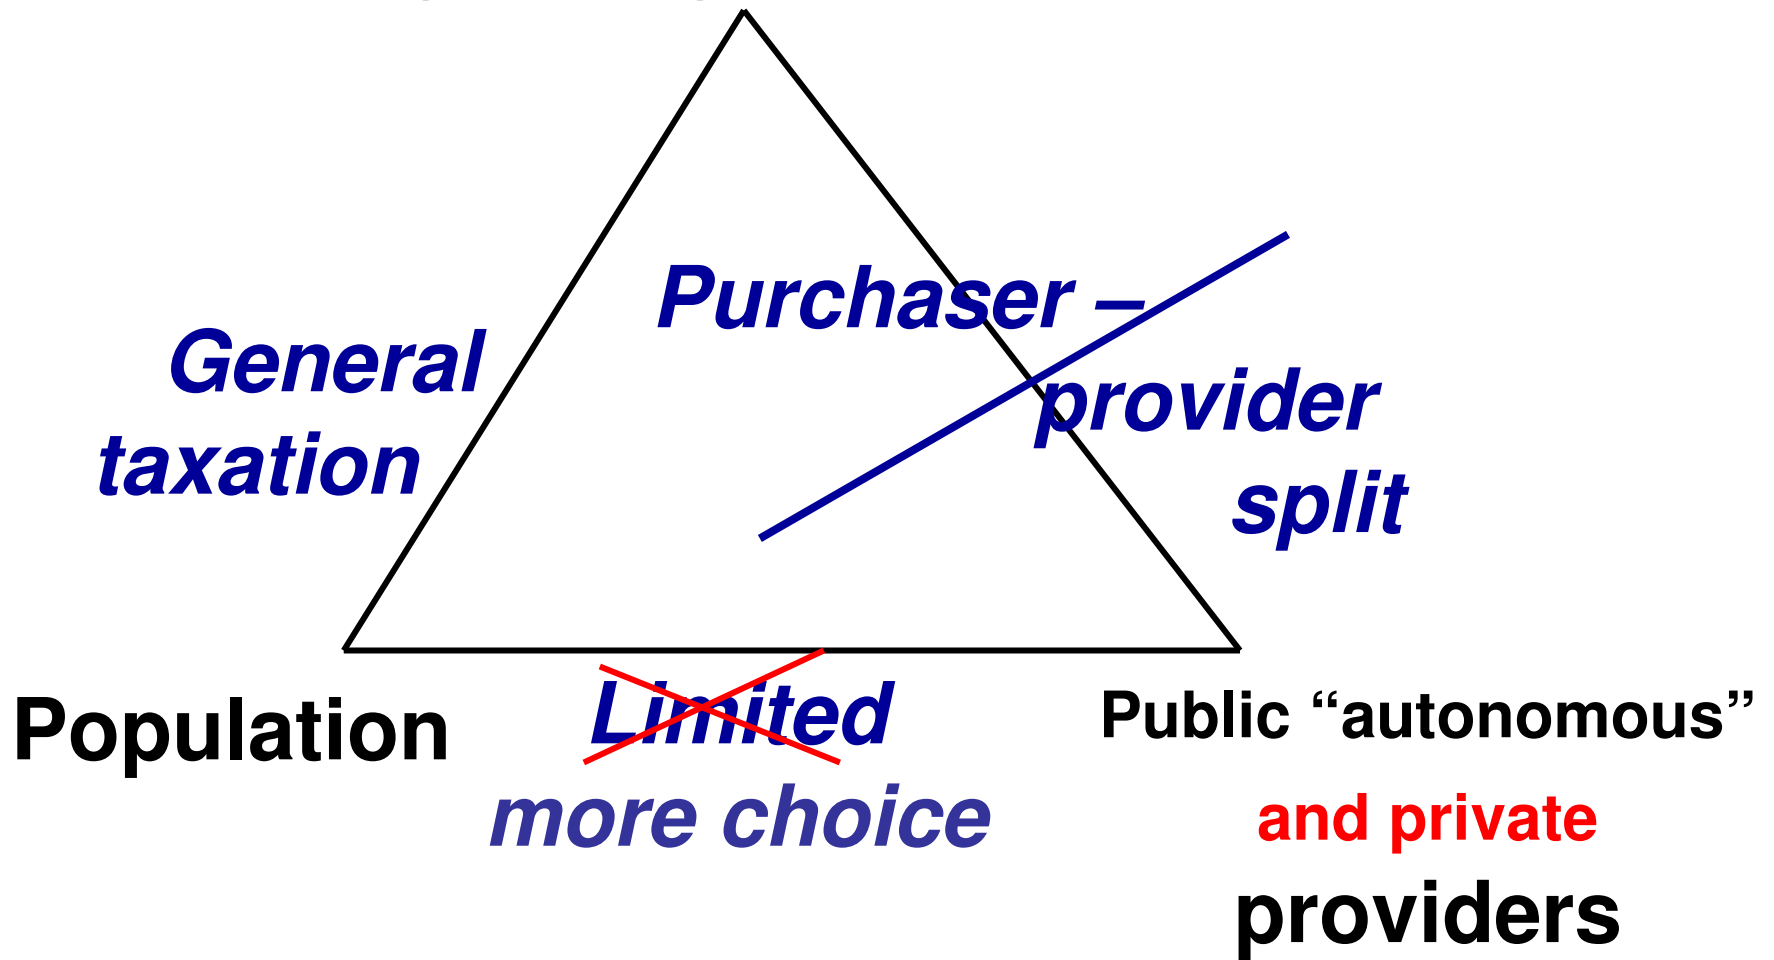 Purchaser –
General
provider
taxation
split
Limited
Population
Public “autonomous”
more choice
and private
providers